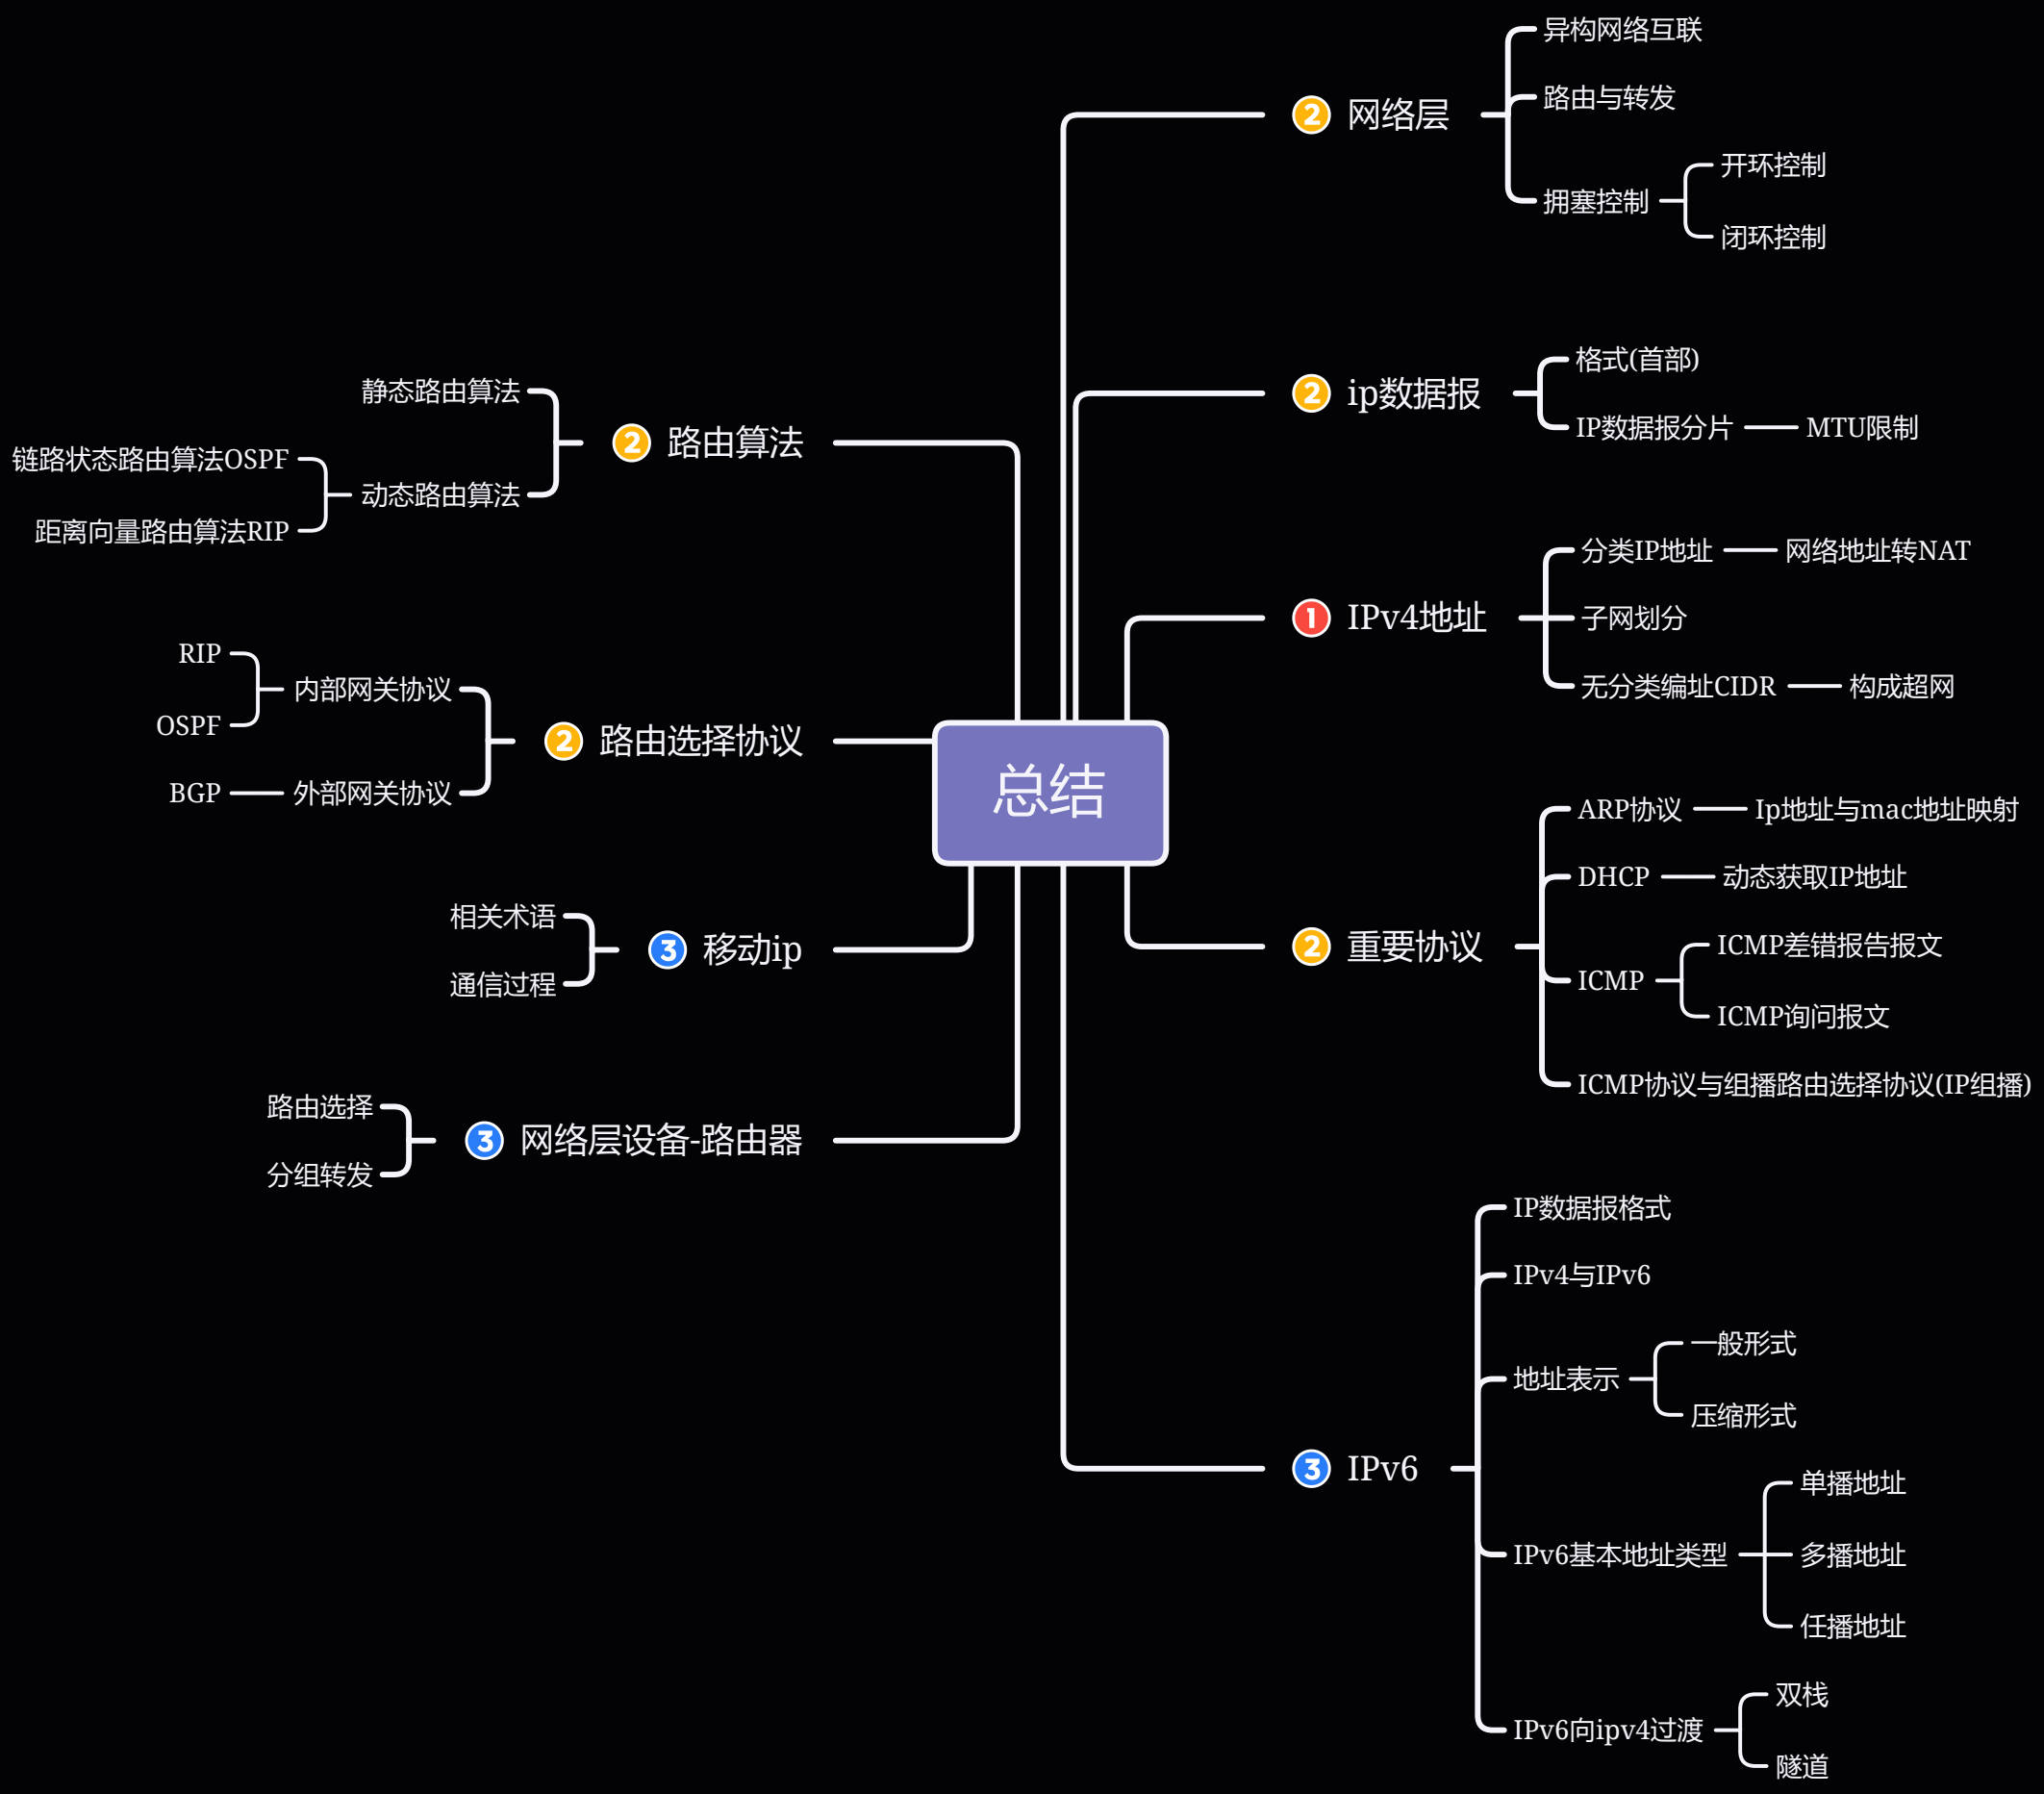 总结
2 网络层
异构网络互联
路由与转发
拥塞控制
开环控制
闭环控制
2 ip数据报
格式(首部)
IP数据报分片
MTU限制
1 IPv4地址
分类IP地址
网络地址转NAT
子网划分
无分类编址CIDR
构成超网
2 重要协议
ARP协议
Ip地址与mac地址映射
DHCP
动态获取IP地址
ICMP
ICMP差错报告报文
ICMP询问报文
ICMP协议与组播路由选择协议(IP组播)
3 IPv6
IP数据报格式
IPv4与IPv6
地址表示
一般形式
压缩形式
IPv6基本地址类型
单播地址
多播地址
任播地址
IPv6向ipv4过渡
双栈
隧道
2 路由算法
静态路由算法
动态路由算法
链路状态路由算法OSPF
距离向量路由算法RIP
2 路由选择协议
内部网关协议
RIP
OSPF
外部网关协议
BGP
3 移动ip
相关术语
通信过程
3 网络层设备-路由器
路由选择
分组转发